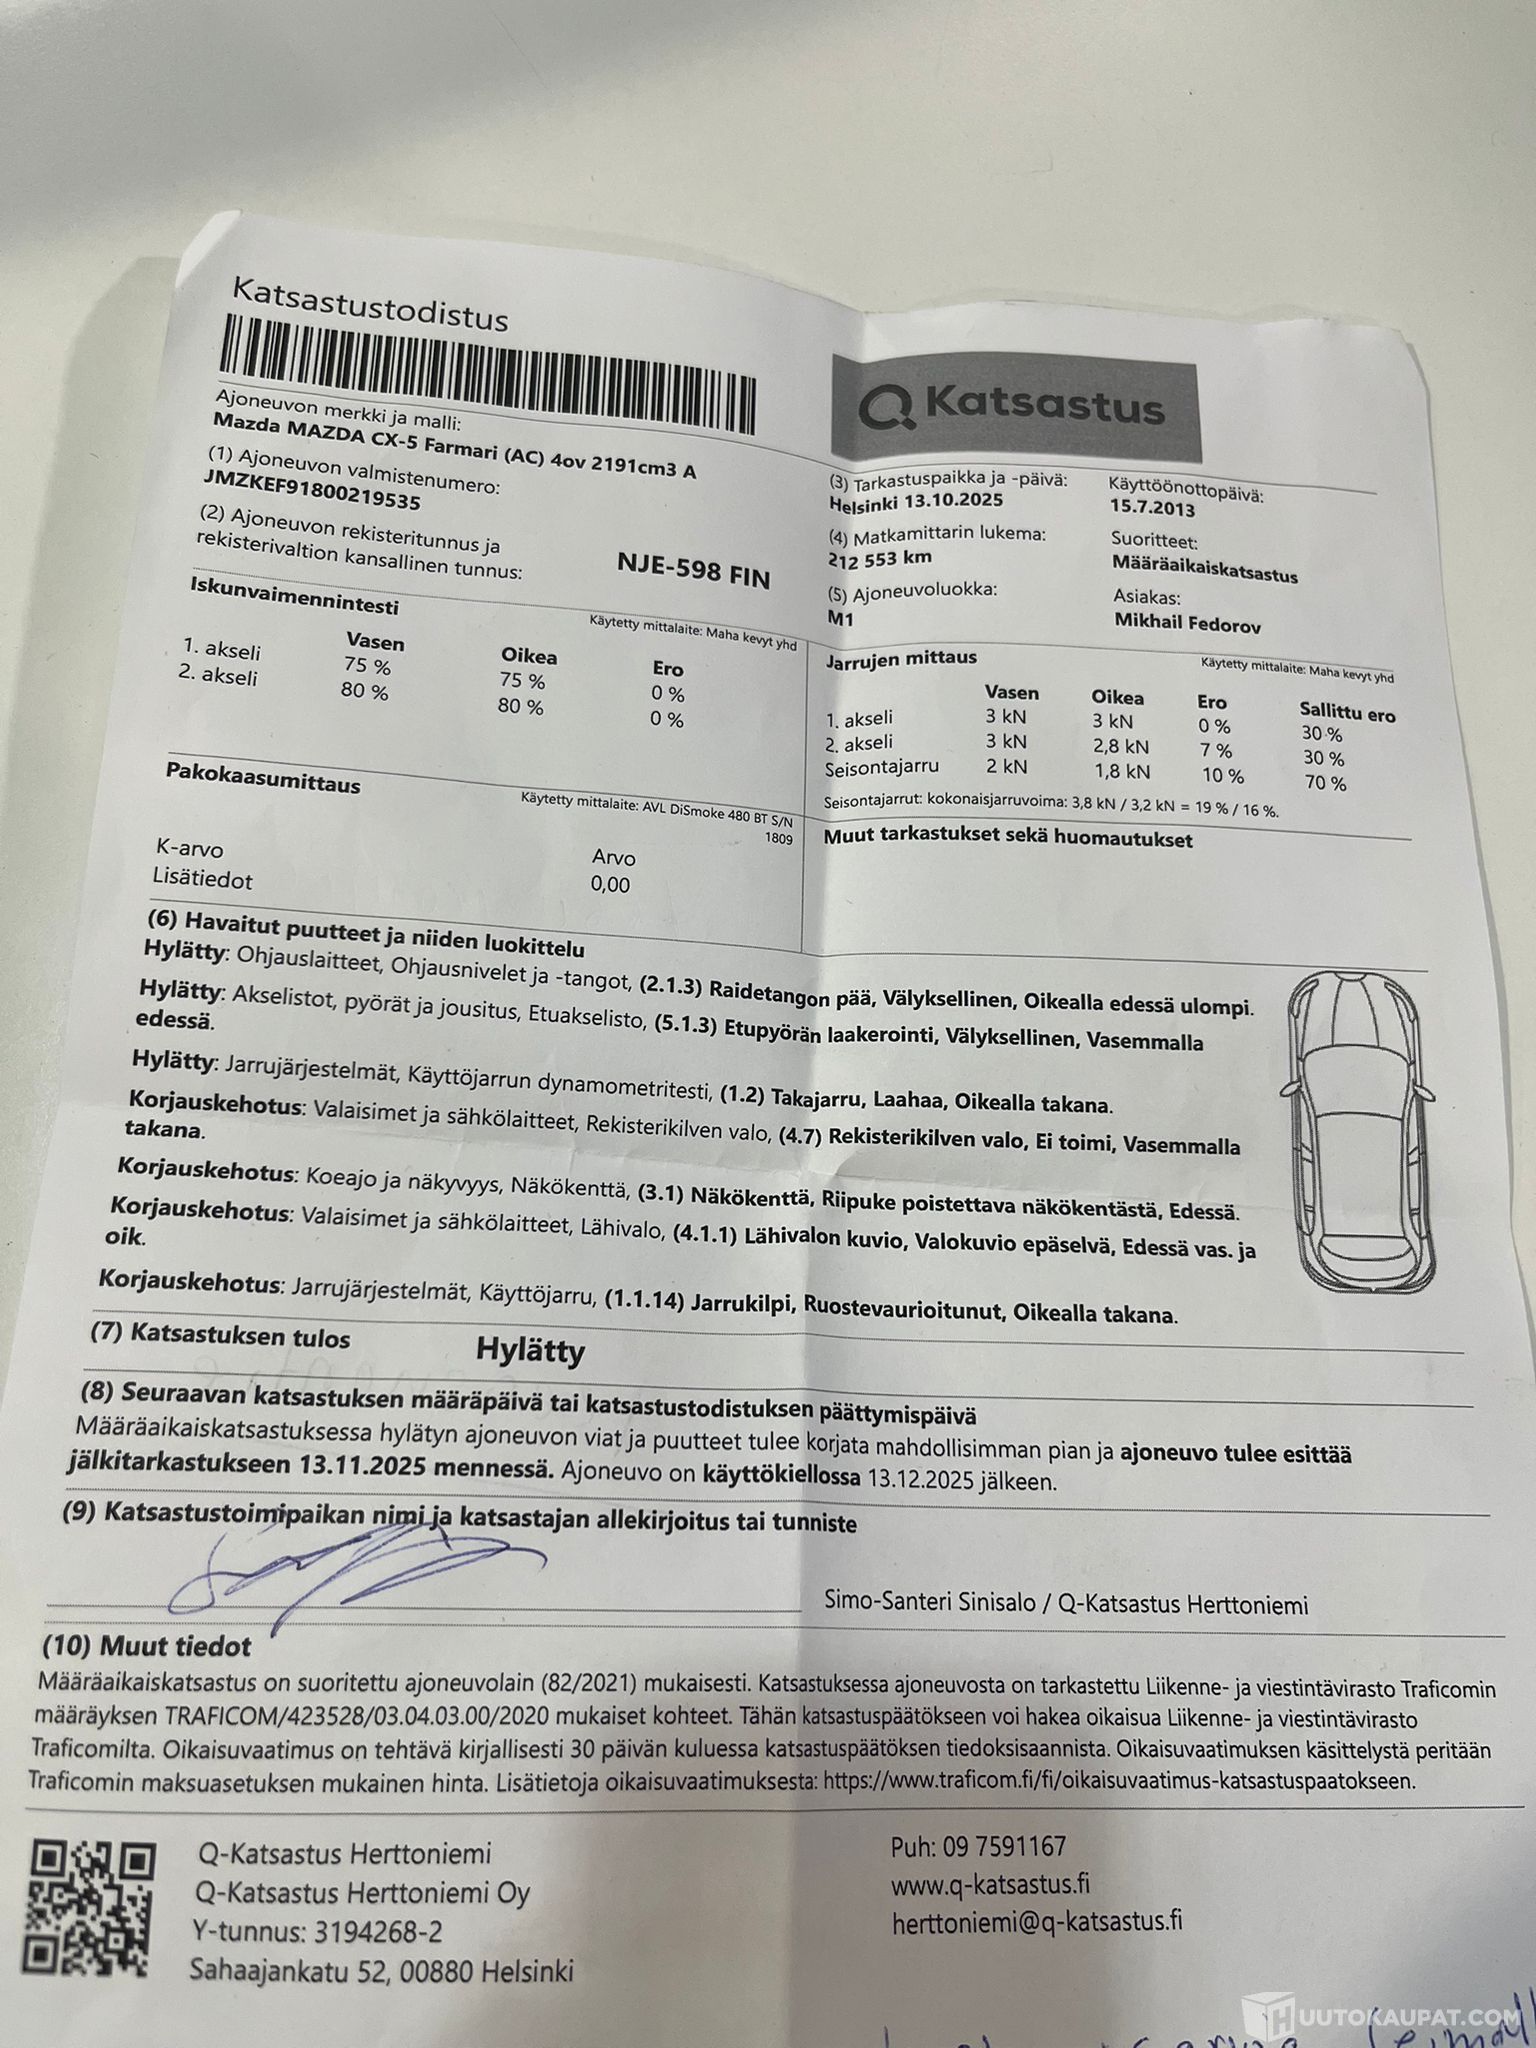 Katsastustodistus
Q Katsastus
Ajoneuvon merkki ja malli:
Mazda MAZDA CX-5 Farmari (AC) 4ov 2191cm3 A
(1) Ajoneuvon valmistenumero:
JMZKEF91800219535
(2) Ajoneuvon rekisteritunnus ja
rekisterivaltion kansallinen tunnus:
NJE-598 FIN
(3) Tarkastuspaikka ja -päivä:
Helsinki 13.10.2025
Käyttöönottopäivä:
15.7.2013
(4) Matkamittarin lukema:
212 553 km
Suoritteet:
Määräaikaiskatsastus
(5) Ajoneuvoluokka:
M1
Asiakas:
Mikhail Fedorov
Iskunvaimennintesti
Käytetty mittalaite: Maha kevyt yhd
Vasen Oikea Ero
1. akseli 75 % 75 % 0 %
2. akseli 80 % 80 % 0 %
Jarrujen mittaus
Käytetty mittalaite: Maha kevyt yhd
Vasen Oikea Ero Sallittu ero
1. akseli 3 kN 3 kN 0 % 30 %
2. akseli 3 kN 2,8 kN 7 % 30 %
Seisontajarru 2 kN 1,8 kN 10 % 70 %
Seisontajarrut: kokonaisjarruvoima: 3,8 kN / 3,2 kN = 19 % / 16 %.
Pakokaasumittaus
Käytetty mittalaite: AVL DiSmoke 480 BT S/N
1809
Arvo
K-arvo 0,00
Lisätiedot
Muut tarkastukset sekä huomautukset
(6) Havaitut puutteet ja niiden luokittelu
Hylätty: Ohjauslaitteet, Ohjausnivelet ja -tangot, (2.1.3) Raidetangon pää, Välyksellinen, Oikealla edessä ulompi.
Hylätty: Akselistot, pyörät ja jousitus, Etuakselisto, (5.1.3) Etupyörän laakerointi, Välyksellinen, Vasemmalla
edessä.
Hylätty: Jarrujärjestelmät, Käyttöjarrun dynamometritesti, (1.2) Takajarru, Laahaa, Oikealla takana.
Korjauskehotus: Valaisimet ja sähkölaitteet, Rekisterikilven valo, (4.7) Rekisterikilven valo, Ei toimi, Vasemmalla
takana.
Korjauskehotus: Koeajo ja näkyvyys, Näkökenttä, (3.1) Näkökenttä, Riipuke poistettava näkökentästä, Edessä.
Korjauskehotus: Valaisimet ja sähkölaitteet, Lähivalo, (4.1.1) Lähivalon kuvio, Valokuvio epäselvä, Edessä vas. ja
oik.
Korjauskehotus: Jarrujärjestelmät, Käyttöjarru, (1.1.14) Jarrukilpi, Ruostevaurioitunut, Oikealla takana.
(7) Katsastuksen tulos Hylätty
(8) Seuraavan katsastuksen määräpäivä tai katsastustodistuksen päättymispäivä
Määräaikaiskatsastuksessa hylätyn ajoneuvon viat ja puutteet tulee korjata mahdollisimman pian ja ajoneuvo tulee esittää
jälkitarkastukseen 13.11.2025 mennessä. Ajoneuvo on käyttökiellossa 13.12.2025 jälkeen.
(9) Katsastustoimipaikan nimi ja katsastajan allekirjoitus tai tunniste
Simo-Santeri Sinisalo / Q-Katsastus Herttoniemi
(10) Muut tiedot
Määräaikaiskatsastus on suoritettu ajoneuvolain (82/2021) mukaisesti. Katsastuksessa ajoneuvosta on tarkastettu Liikenne- ja viestintävirasto Traficomin
määräyksen TRAFICOM/423528/03.04.03.00/2020 mukaiset kohteet. Tähän katsastuspäätökseen voi hakea oikaisua Liikenne- ja viestintävirasto
Traficomilta. Oikaisuvaatimus on tehtävä kirjallisesti 30 päivän kuluessa katsastuspäätöksen tiedoksisaannista. Oikaisuvaatimuksen käsittelystä peritään
Traficomin maksuasetuksen mukainen hinta. Lisätietoja oikaisuvaatimuksesta: https://www.traficom.fi/fi/oikaisuvaatimus-katsastuspaatokseen.
Q-Katsastus Herttoniemi
Q-Katsastus Herttoniemi Oy
Y-tunnus: 3194268-2
Sahaajankatu 52, 00880 Helsinki
Puh: 09 7591167
www.q-katsastus.fi
herttoniemi@q-katsastus.fi
HUUTOKAUPAT.COM